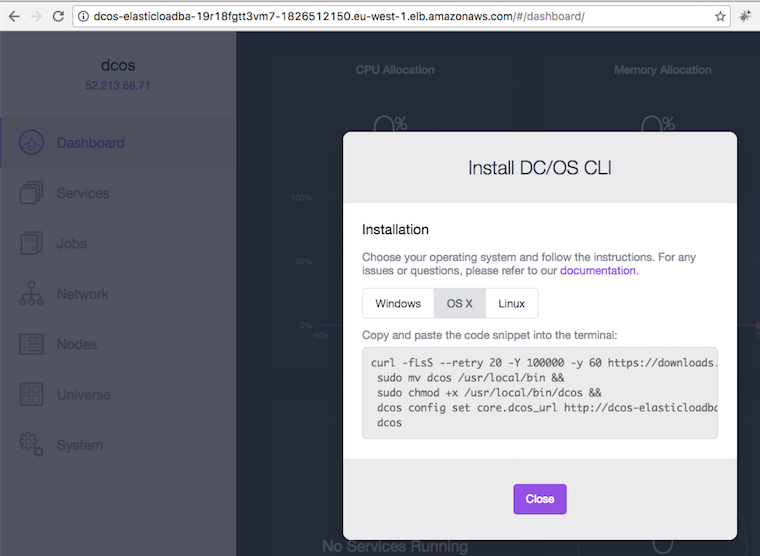 dcos-elasticloadba-19r18fgtt3vm7-1826512150.eu-west-1.elb.amazonaws.com/#/dashboard/
dcos
52.213.68.71
Dashboard
Services
Jobs
Network
Nodes
Universe
System
CPU Allocation
Memory Allocation
0%
0%
100%
50%
0%
-60s
Install DC/OS CLI
Installation
Choose your operating system and follow the instructions. For any
issues or questions, please refer to our documentation.
Windows
OS X
Linux
Copy and paste the code snippet into the terminal:
curl -fLsS --retry 20 -Y 100000 -y 60 https://downloads.
sudo mv dcos /usr/local/bin &&
sudo chmod +x /usr/local/bin/dcos &&
dcos config set core.dcos_url http://dcos-elasticloadba
dcos
Close
No Services Running
0